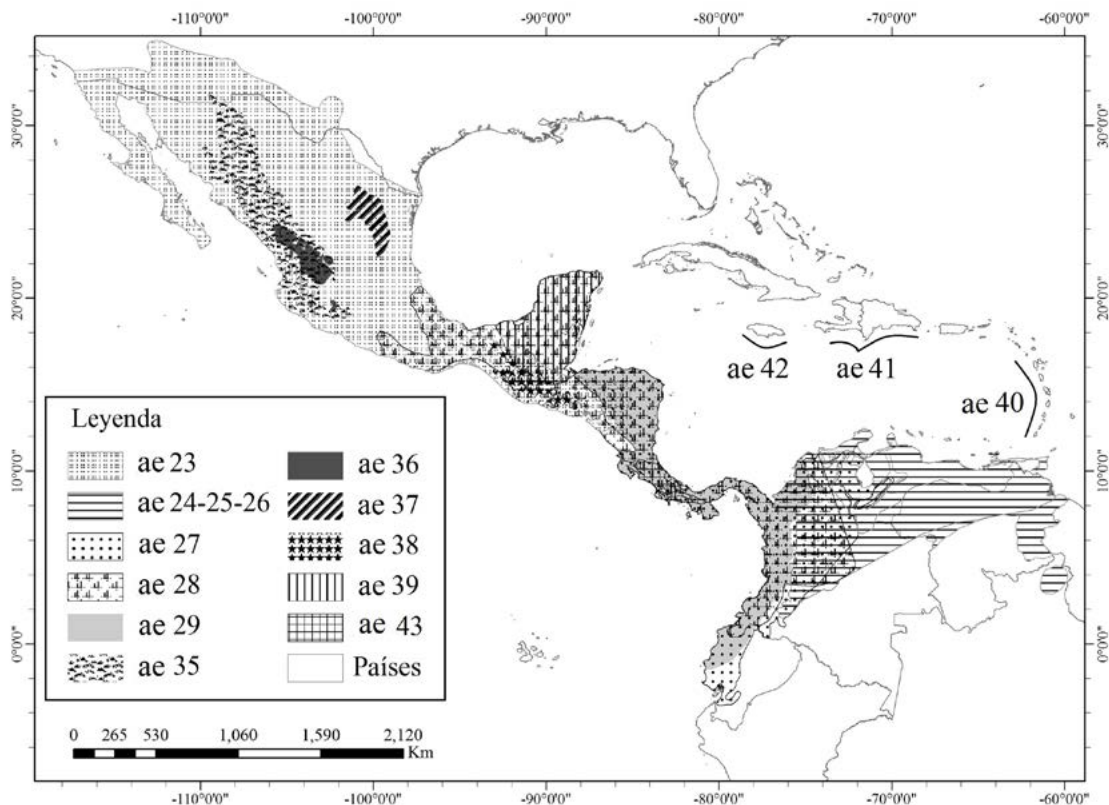 -110°0'0" -100°0'0" -90°0'0" -80°0'0" -70°0'0" -60°0'0"
30°0'0" 30°0'0"
20°0'0" 20°0'0"
ae 42 ae 41
ae 40
10°0'0" 10°0'0"
0°0'0" 0°0'0"
Leyenda
ae 23 ae 36
ae 24-25-26 ae 37
ae 27 ae 38
ae 28 ae 39
ae 29 ae 43
ae 35 Países
0 265 530 1,060 1,590 2,120
Km
-110°0'0" -100°0'0" -90°0'0" -80°0'0" -70°0'0" -60°0'0"